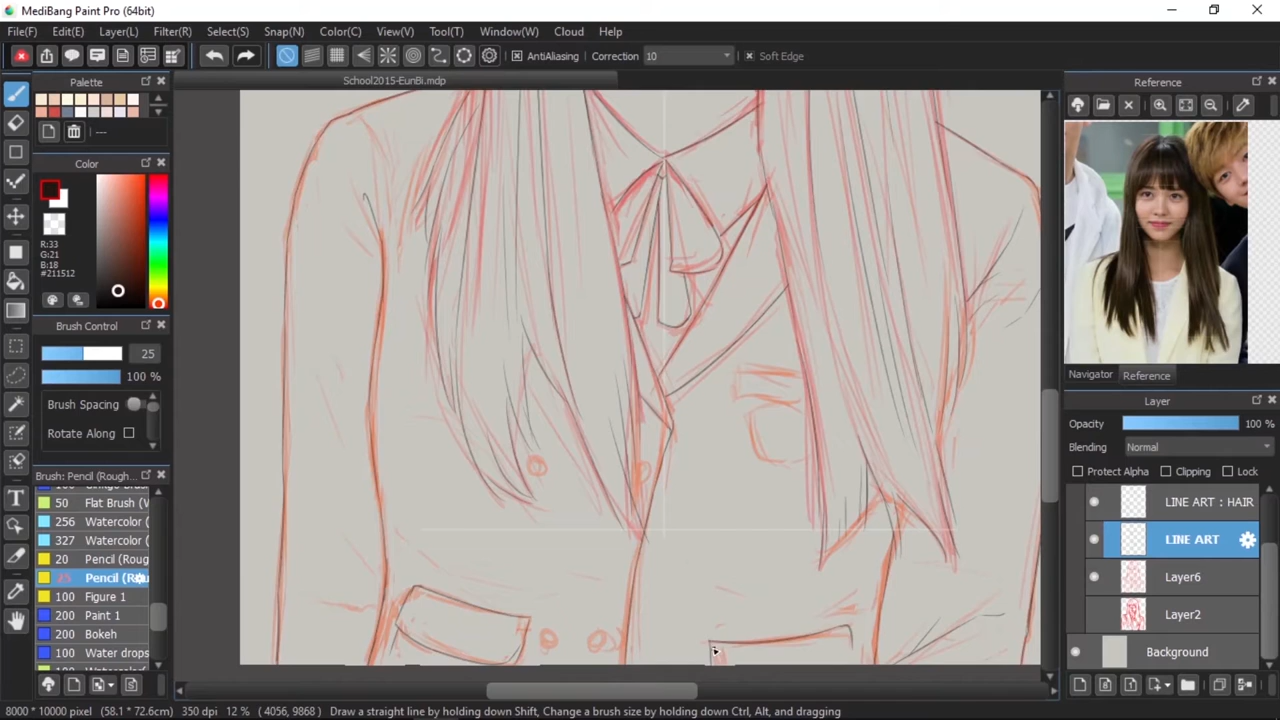 MediBang Paint Pro (64bit)
File(F) Edit(E) Layer(L) Filter(R) Select(S) Snap(N) Color(C) View(V) Tool(T) Window(W) Cloud Help
AntiAliasing Correction 10 Soft Edge
Palette
School2015-EunBi.mdp
Reference
---
Color
R:33
G:21
B:18
#211512
Brush Control
25
100 %
Brush Spacing
Rotate Along
Brush: Pencil (Rough...
50 Flat Brush (W
256 Watercolor (
327 Watercolor (
20 Pencil (Roug
25 Pencil (Rou
100 Figure 1
200 Paint 1
200 Bokeh
100 Water drops
Navigator Reference
Layer
Opacity 100 %
Blending Normal
Protect Alpha Clipping Lock
LINE ART : HAIR
LINE ART
Layer6
Layer2
Background
8000 * 10000 pixel (58.1 * 72.6cm) 350 dpi 12 % ( 4056, 9868 ) Draw a straight line by holding down Shift, Change a brush size by holding down Ctrl, Alt, and dragging